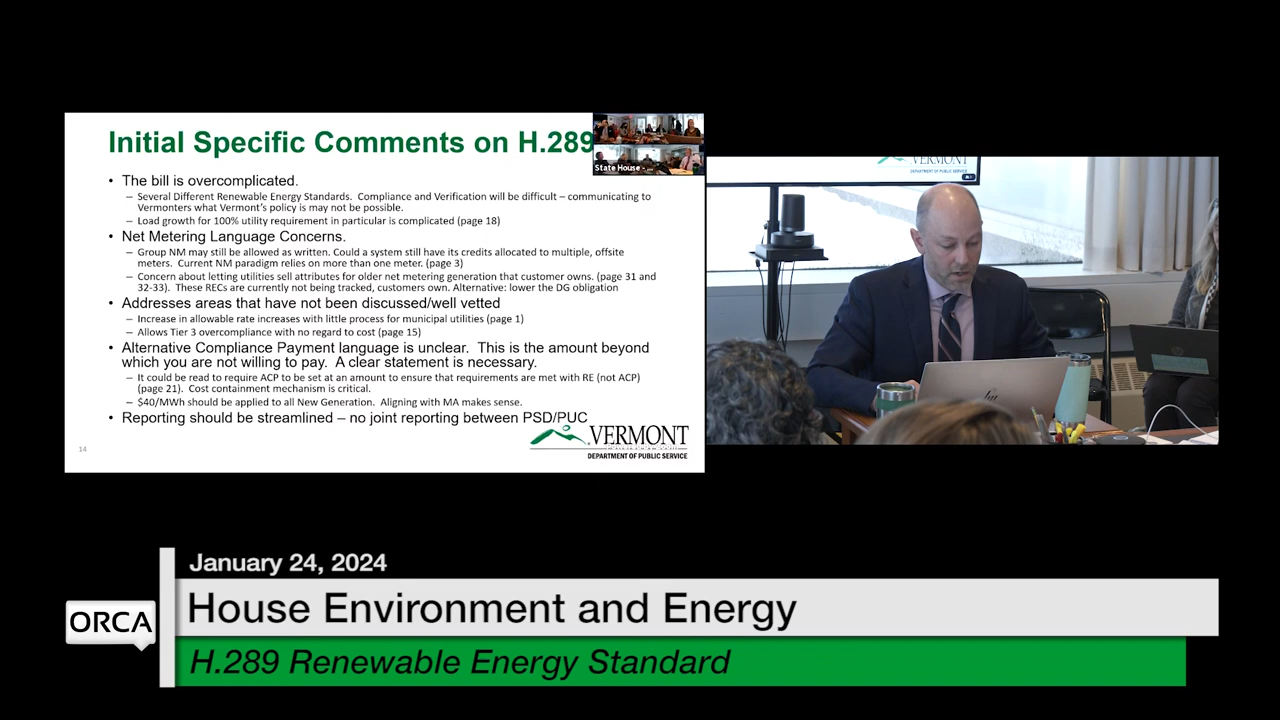 Initial Specific Comments on H.289
State House
• The bill is overcomplicated.
– Several Different Renewable Energy Standards. Compliance and Verification will be difficult – communicating to
Vermonters what Vermont's policy is may not be possible.
– Load growth for 100% utility requirement in particular is complicated (page 18)
• Net Metering Language Concerns.
– Group NM may still be allowed as written. Could a system still have its credits allocated to multiple, offsite
meters. Current NM paradigm relies on more than one meter. (page 3)
– Concern about letting utilities sell attributes for older net metering generation that customer owns. (page 31 and
32-33). These RECs are currently not being tracked, customers own. Alternative: lower the DG obligation
• Addresses areas that have not been discussed/well vetted
– Increase in allowable rate increases with little process for municipal utilities (page 1)
– Allows Tier 3 overcompliance with no regard to cost (page 15)
• Alternative Compliance Payment language is unclear. This is the amount beyond
which you are not willing to pay. A clear statement is necessary.
– It could be read to require ACP to be set at an amount to ensure that requirements are met with RE (not ACP)
(page 21). Cost containment mechanism is critical.
– $40/MWh should be applied to all New Generation. Aligning with MA makes sense.
• Reporting should be streamlined – no joint reporting between PSD/PUC
14
VERMONT
DEPARTMENT OF PUBLIC SERVICE
VERMONT
DEPARTMENT OF PUBLIC SERVICE
hp
January 24, 2024
ORCA
House Environment and Energy
H.289 Renewable Energy Standard